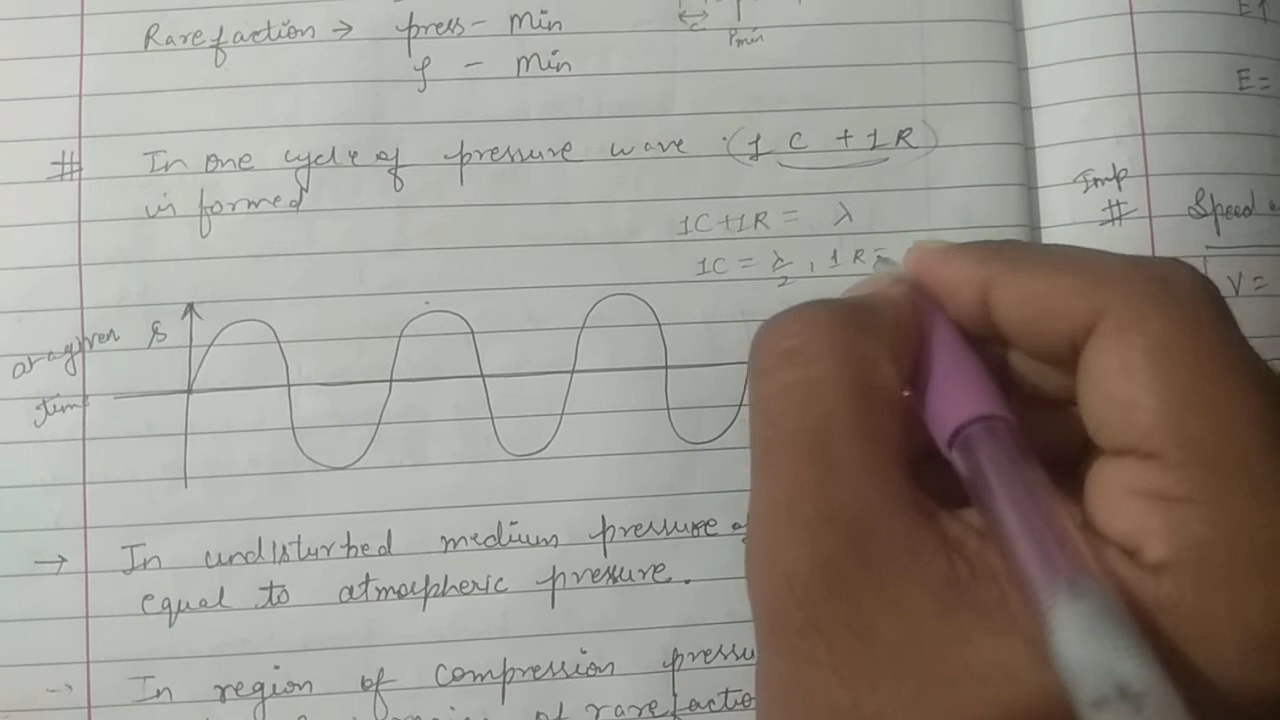 Rarefaction → press - Min
ρ - Min
C
Pmin
E↑
E=
# In one cycle of pressure wave (1 C + 1 R)
is formed
1C+1R = λ
1C = λ/2, 1R =
Imp
# Speed
V =
at a given
time
S
→ In undisturbed medium pressure
equal to atmospheric pressure.
→ In region of compression pressu
of rarefactio